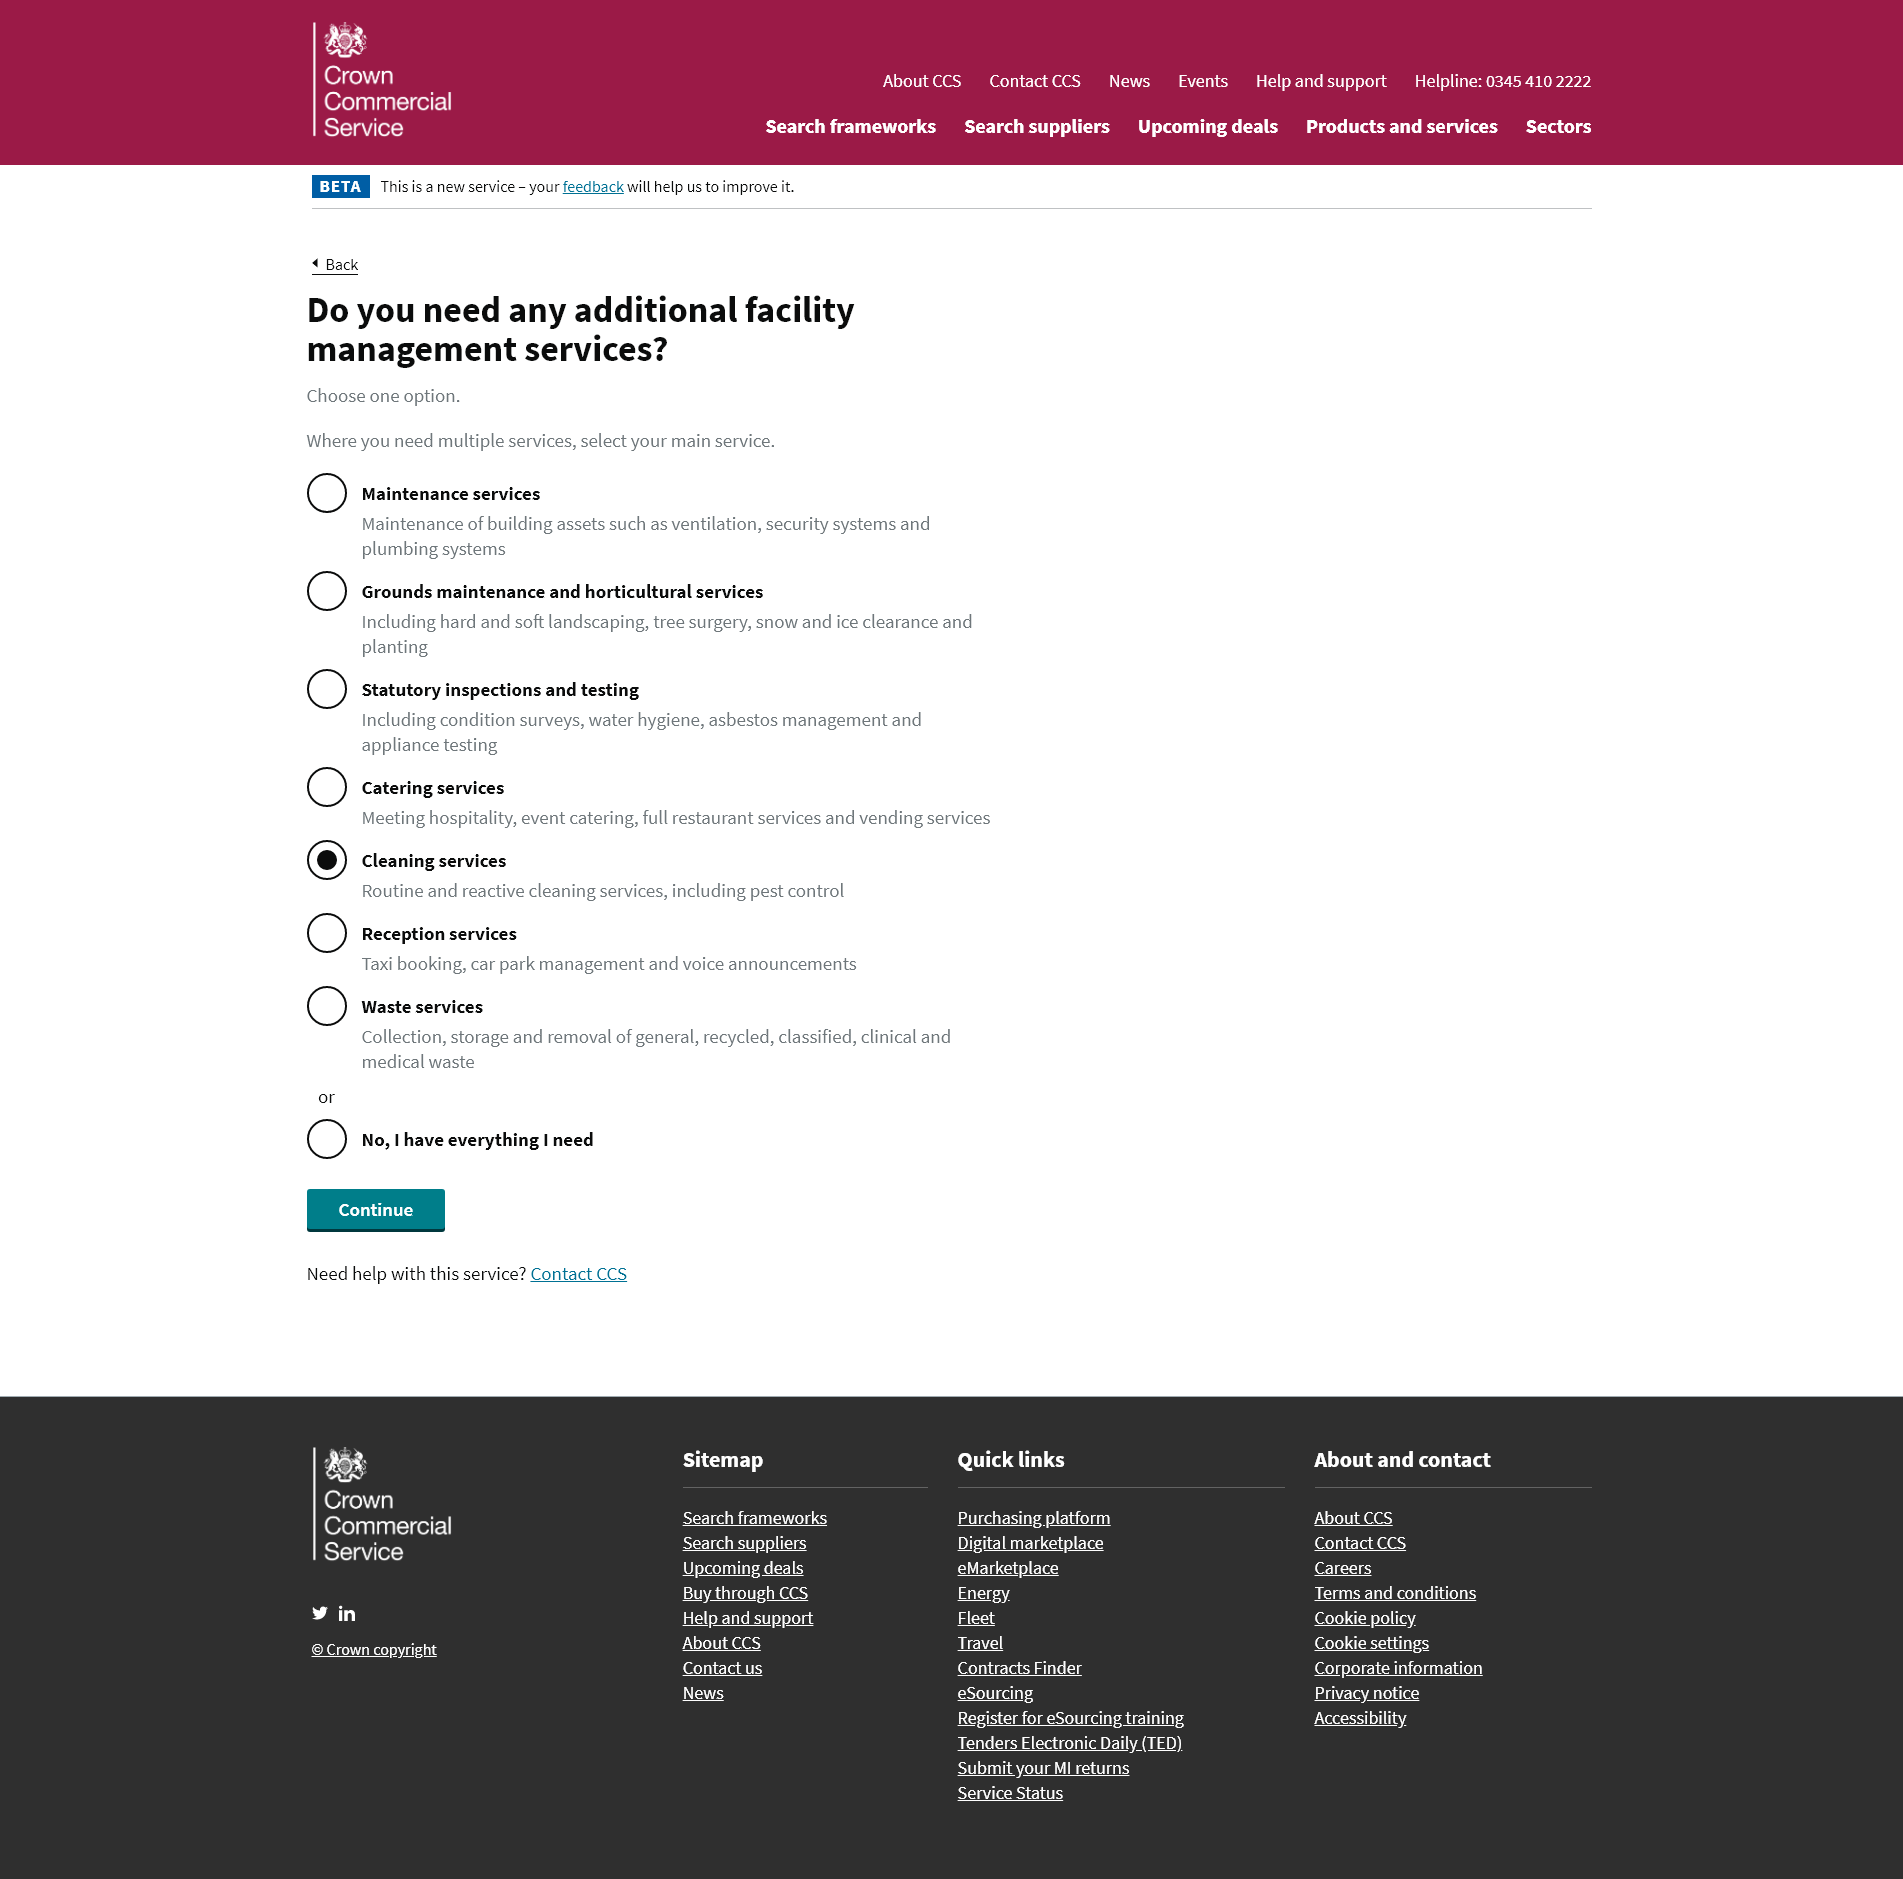 Crown
Commercial
Service
About CCS Contact CCS News Events Help and support Helpline: 0345 410 2222
Search frameworks Search suppliers Upcoming deals Products and services Sectors
BETA This is a new service – your feedback will help us to improve it.
Back
Do you need any additional facility
management services?
Choose one option.
Where you need multiple services, select your main service.
Maintenance services
Maintenance of building assets such as ventilation, security systems and
plumbing systems
Grounds maintenance and horticultural services
Including hard and soft landscaping, tree surgery, snow and ice clearance and
planting
Statutory inspections and testing
Including condition surveys, water hygiene, asbestos management and
appliance testing
Catering services
Meeting hospitality, event catering, full restaurant services and vending services
Cleaning services
Routine and reactive cleaning services, including pest control
Reception services
Taxi booking, car park management and voice announcements
Waste services
Collection, storage and removal of general, recycled, classified, clinical and
medical waste
or
No, I have everything I need
Continue
Need help with this service? Contact CCS
Crown
Commercial
Service
© Crown copyright
Sitemap
Search frameworks
Search suppliers
Upcoming deals
Buy through CCS
Help and support
About CCS
Contact us
News
Quick links
Purchasing platform
Digital marketplace
eMarketplace
Energy
Fleet
Travel
Contracts Finder
eSourcing
Register for eSourcing training
Tenders Electronic Daily (TED)
Submit your MI returns
Service Status
About and contact
About CCS
Contact CCS
Careers
Terms and conditions
Cookie policy
Cookie settings
Corporate information
Privacy notice
Accessibility